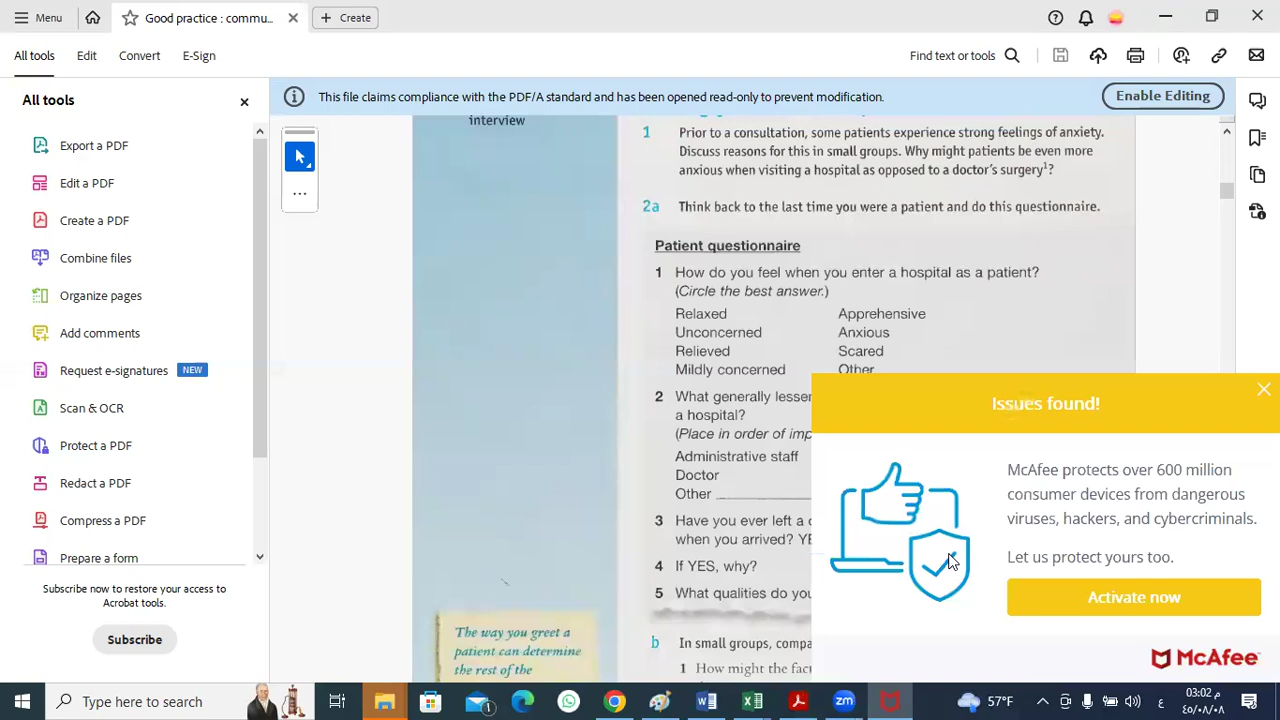 Menu
Good practice : commu...
Create
All tools
Edit
Convert
E-Sign
Find text or tools
This file claims compliance with the PDF/A standard and has been opened read-only to prevent modification.
Enable Editing
All tools
Export a PDF
Edit a PDF
Create a PDF
Combine files
Organize pages
Add comments
Request e-signatures
NEW
Scan & OCR
Protect a PDF
Redact a PDF
Compress a PDF
Prepare a form
Subscribe now to restore your access to
Acrobat tools.
Subscribe
interview
1 Prior to a consultation, some patients experience strong feelings of anxiety.
Discuss reasons for this in small groups. Why might patients be even more
anxious when visiting a hospital as opposed to a doctor's surgery¹?
2a Think back to the last time you were a patient and do this questionnaire.
Patient questionnaire
1 How do you feel when you enter a hospital as a patient?
(Circle the best answer.)
Relaxed Apprehensive
Unconcerned Anxious
Relieved Scared
Mildly concerned Other
2 What generally lesser
a hospital?
(Place in order of imp
Administrative staff
Doctor
Other
3 Have you ever left a c
when you arrived? YE
4 If YES, why?
5 What qualities do you
b In small groups, compa
1 How might the fact
The way you greet a
patient can determine
the rest of the
Issues found!
McAfee protects over 600 million
consumer devices from dangerous
viruses, hackers, and cybercriminals.
Let us protect yours too.
Activate now
McAfee
Type here to search
1
zm
57°F
ع
03:02 م
٤٥/٠٨/٠٨